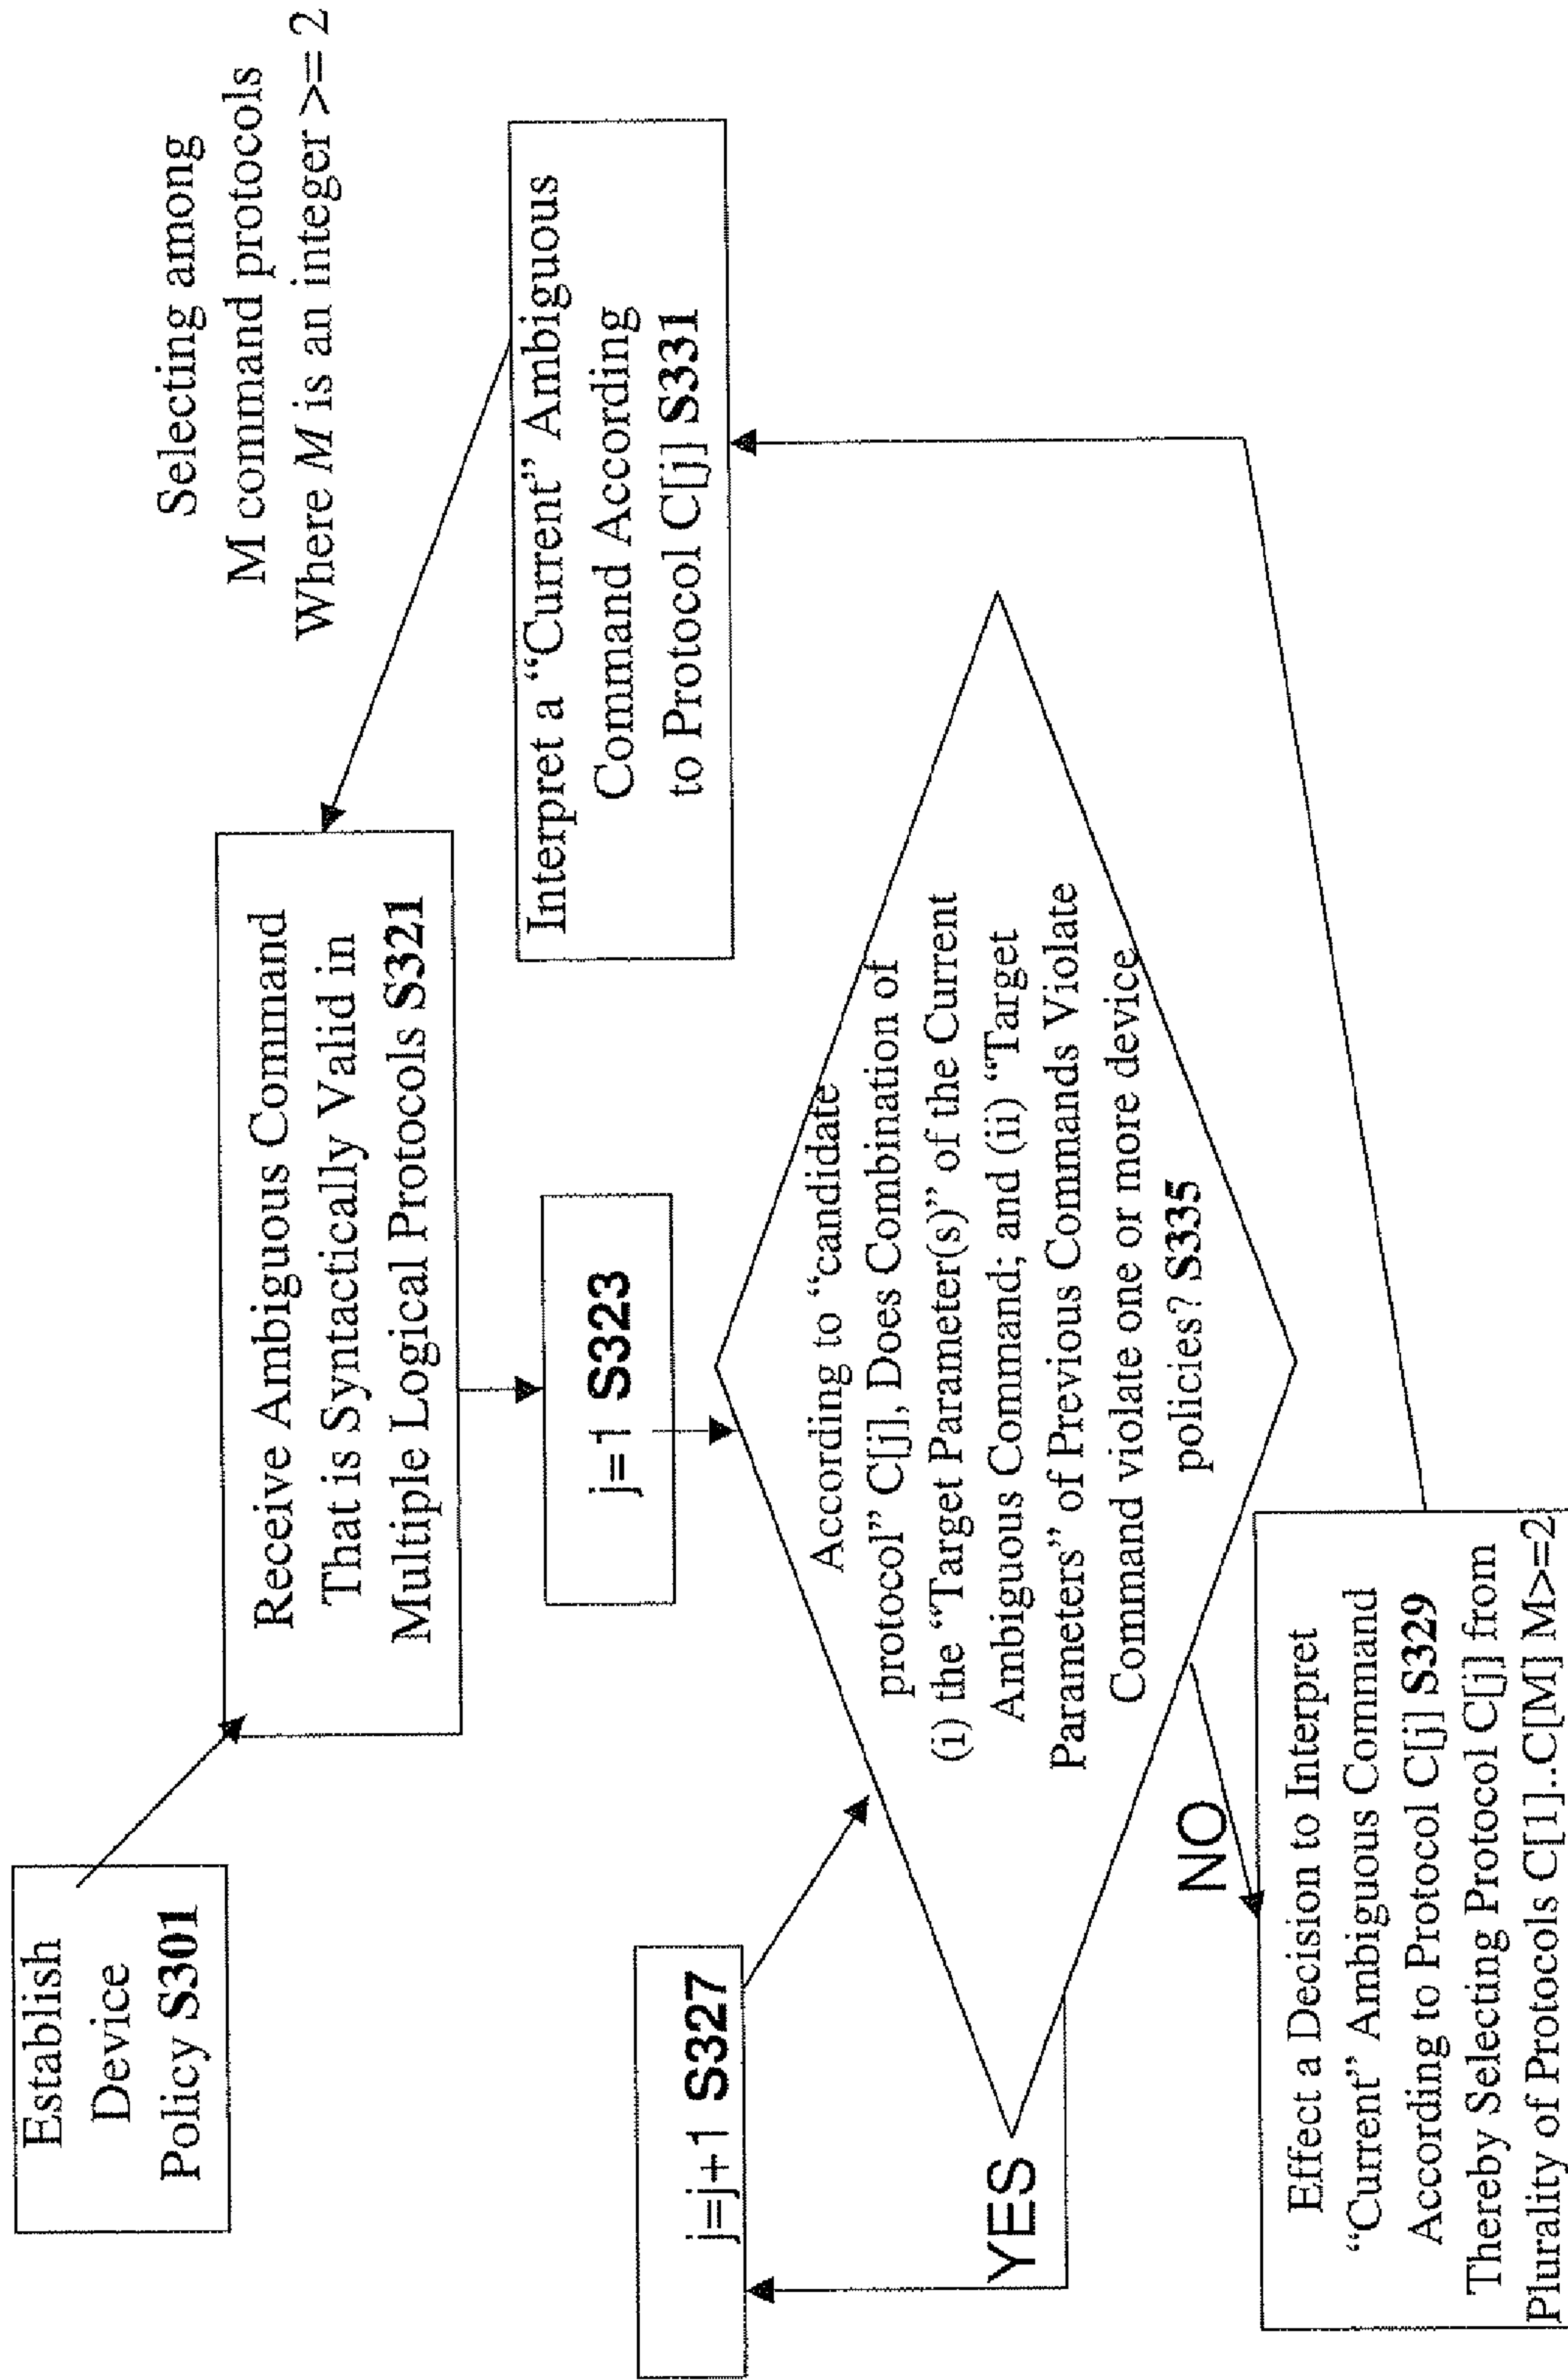 Establish
Device
Policy S301
Selecting among
M command protocols
Where M is an integer >= 2
Receive Ambiguous Command
That is Syntactically Valid in
Multiple Logical Protocols S321
Interpret a “Current” Ambiguous
Command According
to Protocol C[j] S331
j=1 S323
j=j+1 S327
According to “candidate
protocol” C[j], Does Combination of
(i) the “Target Parameter(s)” of the Current
Ambiguous Command; and (ii) “Target
Parameters” of Previous Commands Violate
Command violate one or more device
policies? S335
YES
NO
Effect a Decision to Interpret
“Current” Ambiguous Command
According to Protocol C[j] S329
Thereby Selecting Protocol C[j] from
Plurality of Protocols C[1]..C[M] M>=2